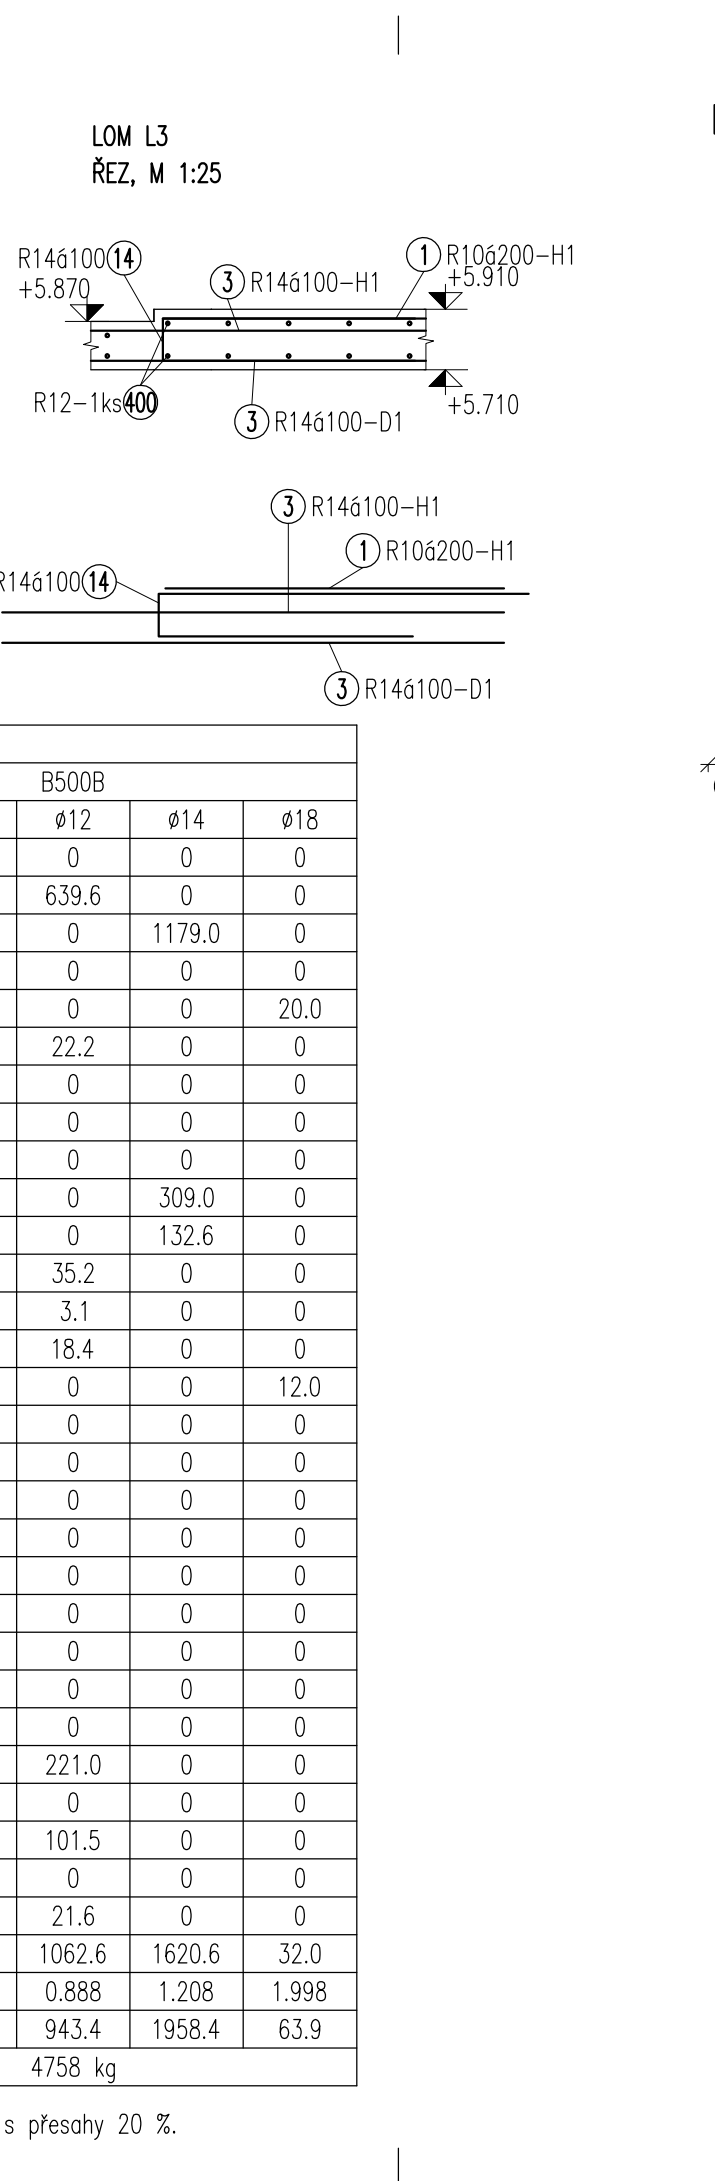 LOM L3
ŘEZ, M 1:25
R14á100 14
+5.870
3 R14á100-H1
1 R10á200-H1
+5.910
R12-1ks 400
3 R14á100-D1
+5.710
3 R14á100-H1
1 R10á200-H1
R14á100 14
3 R14á100-D1
B500B
ø12 ø14 ø18
0 0 0
639.6 0 0
0 1179.0 0
0 0 0
0 0 20.0
22.2 0 0
0 0 0
0 0 0
0 0 0
0 309.0 0
0 132.6 0
35.2 0 0
3.1 0 0
18.4 0 0
0 0 12.0
0 0 0
0 0 0
0 0 0
0 0 0
0 0 0
0 0 0
0 0 0
0 0 0
0 0 0
221.0 0 0
0 0 0
101.5 0 0
0 0 0
21.6 0 0
1062.6 1620.6 32.0
0.888 1.208 1.998
943.4 1958.4 63.9
4758 kg
s přesahy 20 %.